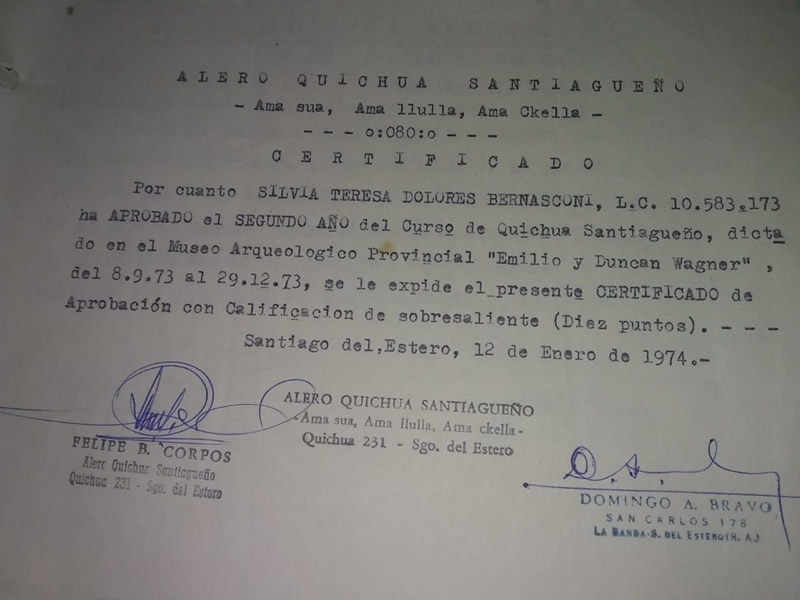 ALERO QUICHUA SANTIAGUEÑO
- Ama sua, Ama llulla, Ama Ckella -
- - - o:080:o - - -
CERTIFICADO
Por cuanto SILVIA TERESA DOLORES BERNASCONI, L.C. 10.583.173
ha APROBADO el SEGUNDO AÑO del Curso de Quichua Santiagueño, dicta
do en el Museo Arqueologico Provincial "Emilio y Duncan Wagner" ,
del 8.9.73 al 29.12.73, se le expide el presente CERTIFICADO de
Aprobación con Calificacion de sobresaliente (Diez puntos). - - -
Santiago del,Estero, 12 de Enero de 1974.-
FELIPE B. CORPOS
Alero Quichua Santiagueño
Quichua 231 - Sgo. del Estero
ALERO QUICHUA SANTIAGUEÑO
-Ama sua, Ama llulla, Ama ckella-
Quichua 231 - Sgo. del Estero
D. A.
DOMINGO A. BRAVO
SAN CARLOS 176
LA BANDA-S. DEL ESTERO(R. A.)